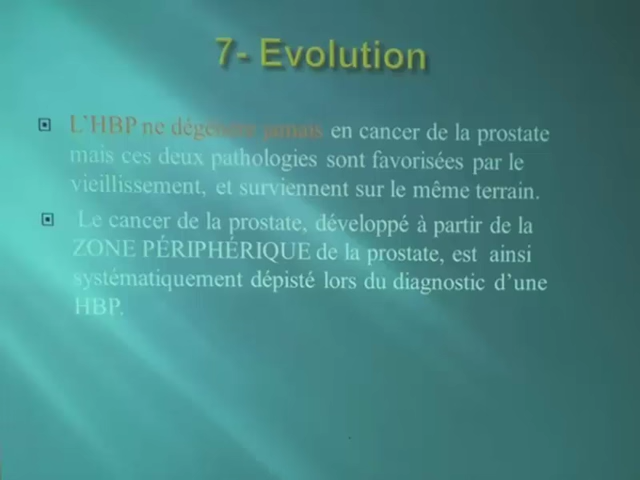 7- Evolution
L'HBP ne dégénère jamais en cancer de la prostate
mais ces deux pathologies sont favorisées par le
vieillissement, et surviennent sur le même terrain.
Le cancer de la prostate, développé à partir de la
ZONE PÉRIPHÉRIQUE de la prostate, est ainsi
systématiquement dépisté lors du diagnostic d'une
HBP.